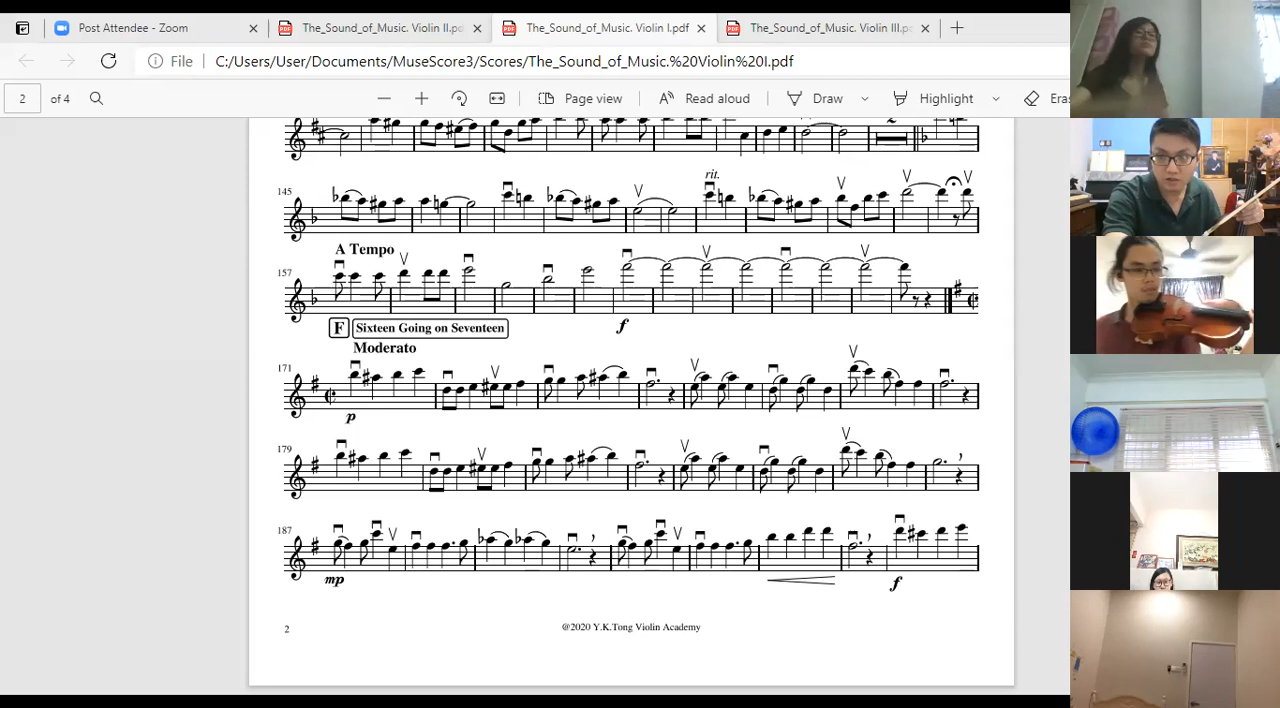 Post Attendee - Zoom
The_Sound_of_Music. Violin II.pd
The_Sound_of_Music. Violin I.pdf
The_Sound_of_Music. Violin III.pc
File C:/Users/User/Documents/MuseScore3/Scores/The_Sound_of_Music.%20Violin%20I.pdf
2 of 4 Page view Read aloud Draw Highlight Eras
rit.
145
A Tempo
157
f
F Sixteen Going on Seventeen
Moderato
171
p
179
187
mp f
2 @2020 Y.K.Tong Violin Academy